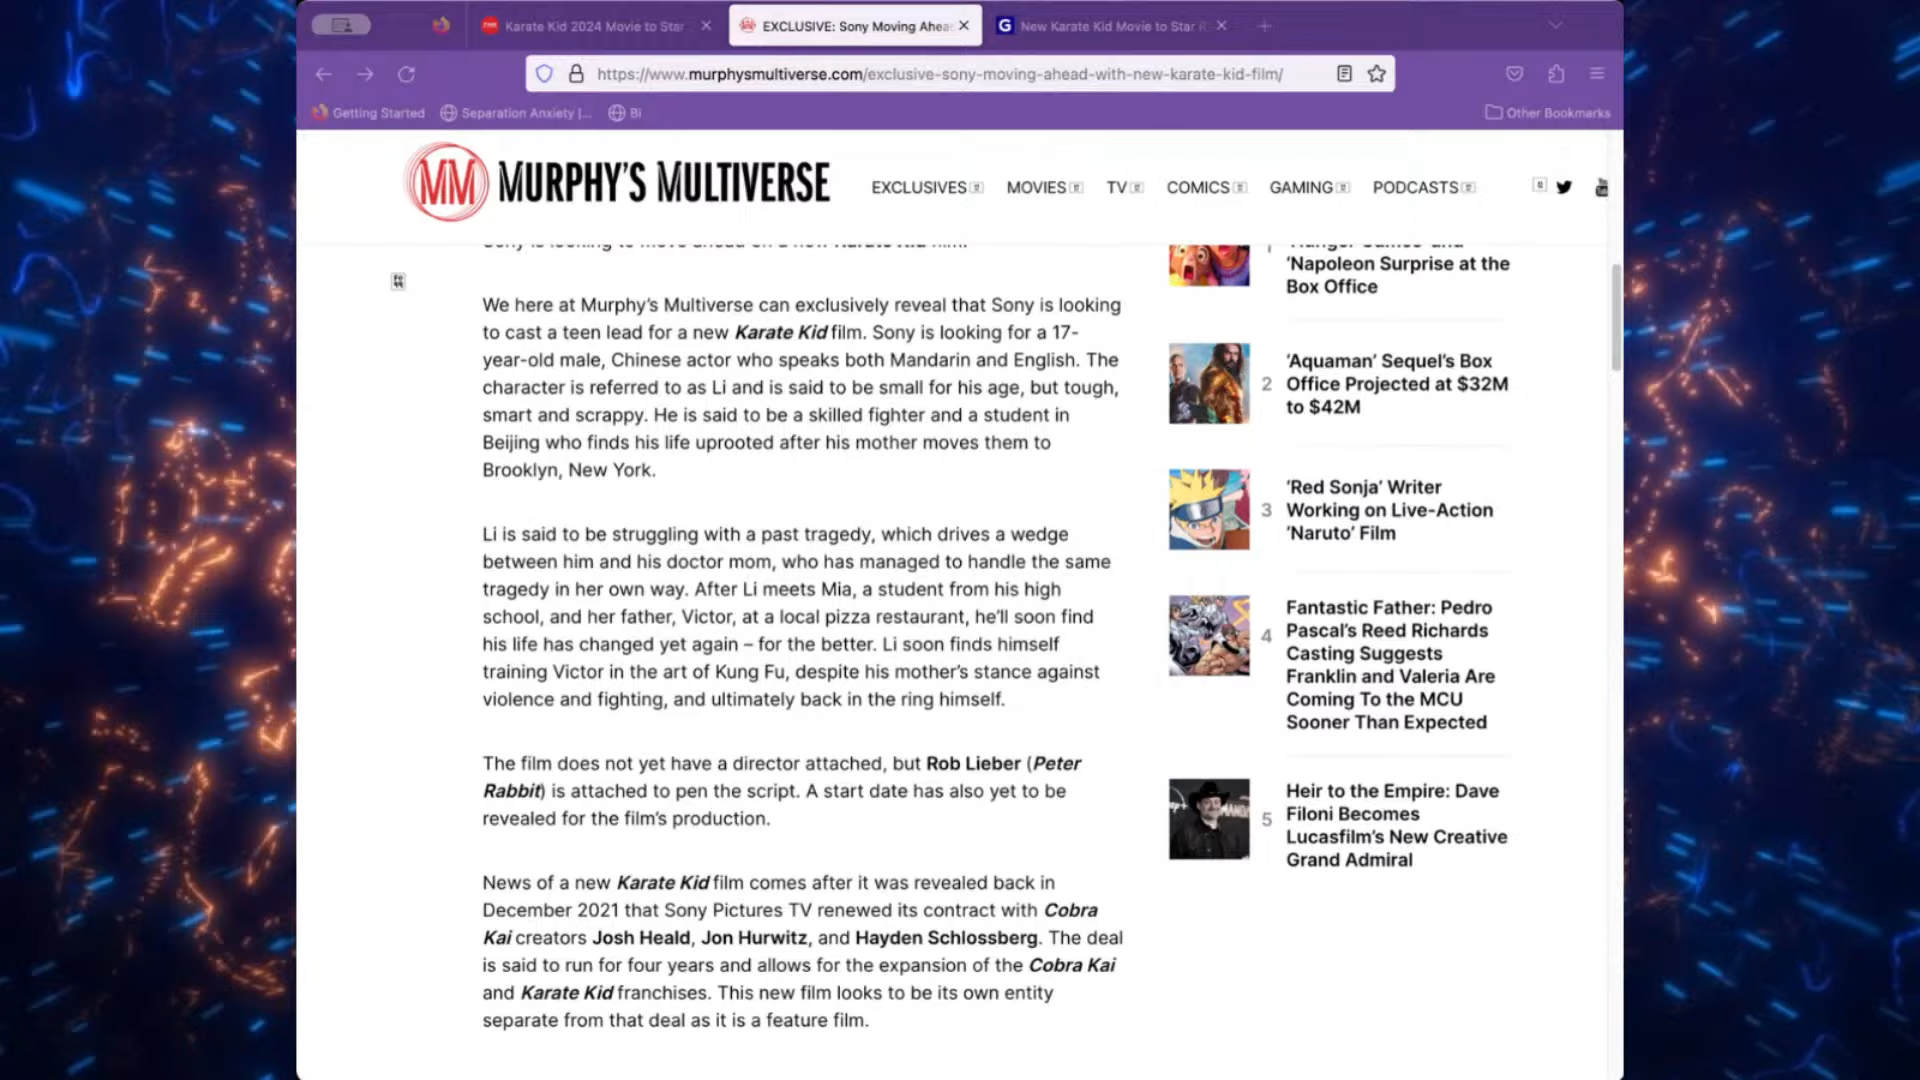 Karate Kid 2024 Movie to Star
EXCLUSIVE: Sony Moving Ahea
New Karate Kid Movie to Star
https://www.murphysmultiverse.com/exclusive-sony-moving-ahead-with-new-karate-kid-film/
Getting Started
Separation Anxiety |...
Bi
Other Bookmarks
MM MURPHY'S MULTIVERSE
EXCLUSIVES
MOVIES
TV
COMICS
GAMING
PODCASTS
We here at Murphy's Multiverse can exclusively reveal that Sony is looking
to cast a teen lead for a new Karate Kid film. Sony is looking for a 17-
year-old male, Chinese actor who speaks both Mandarin and English. The
character is referred to as Li and is said to be small for his age, but tough,
smart and scrappy. He is said to be a skilled fighter and a student in
Beijing who finds his life uprooted after his mother moves them to
Brooklyn, New York.
Li is said to be struggling with a past tragedy, which drives a wedge
between him and his doctor mom, who has managed to handle the same
tragedy in her own way. After Li meets Mia, a student from his high
school, and her father, Victor, at a local pizza restaurant, he'll soon find
his life has changed yet again – for the better. Li soon finds himself
training Victor in the art of Kung Fu, despite his mother's stance against
violence and fighting, and ultimately back in the ring himself.
The film does not yet have a director attached, but Rob Lieber (Peter
Rabbit) is attached to pen the script. A start date has also yet to be
revealed for the film's production.
News of a new Karate Kid film comes after it was revealed back in
December 2021 that Sony Pictures TV renewed its contract with Cobra
Kai creators Josh Heald, Jon Hurwitz, and Hayden Schlossberg. The deal
is said to run for four years and allows for the expansion of the Cobra Kai
and Karate Kid franchises. This new film looks to be its own entity
separate from that deal as it is a feature film.
'Napoleon Surprise at the
Box Office
2
'Aquaman' Sequel's Box
Office Projected at $32M
to $42M
3
'Red Sonja' Writer
Working on Live-Action
'Naruto' Film
4
Fantastic Father: Pedro
Pascal's Reed Richards
Casting Suggests
Franklin and Valeria Are
Coming To the MCU
Sooner Than Expected
5
Heir to the Empire: Dave
Filoni Becomes
Lucasfilm's New Creative
Grand Admiral